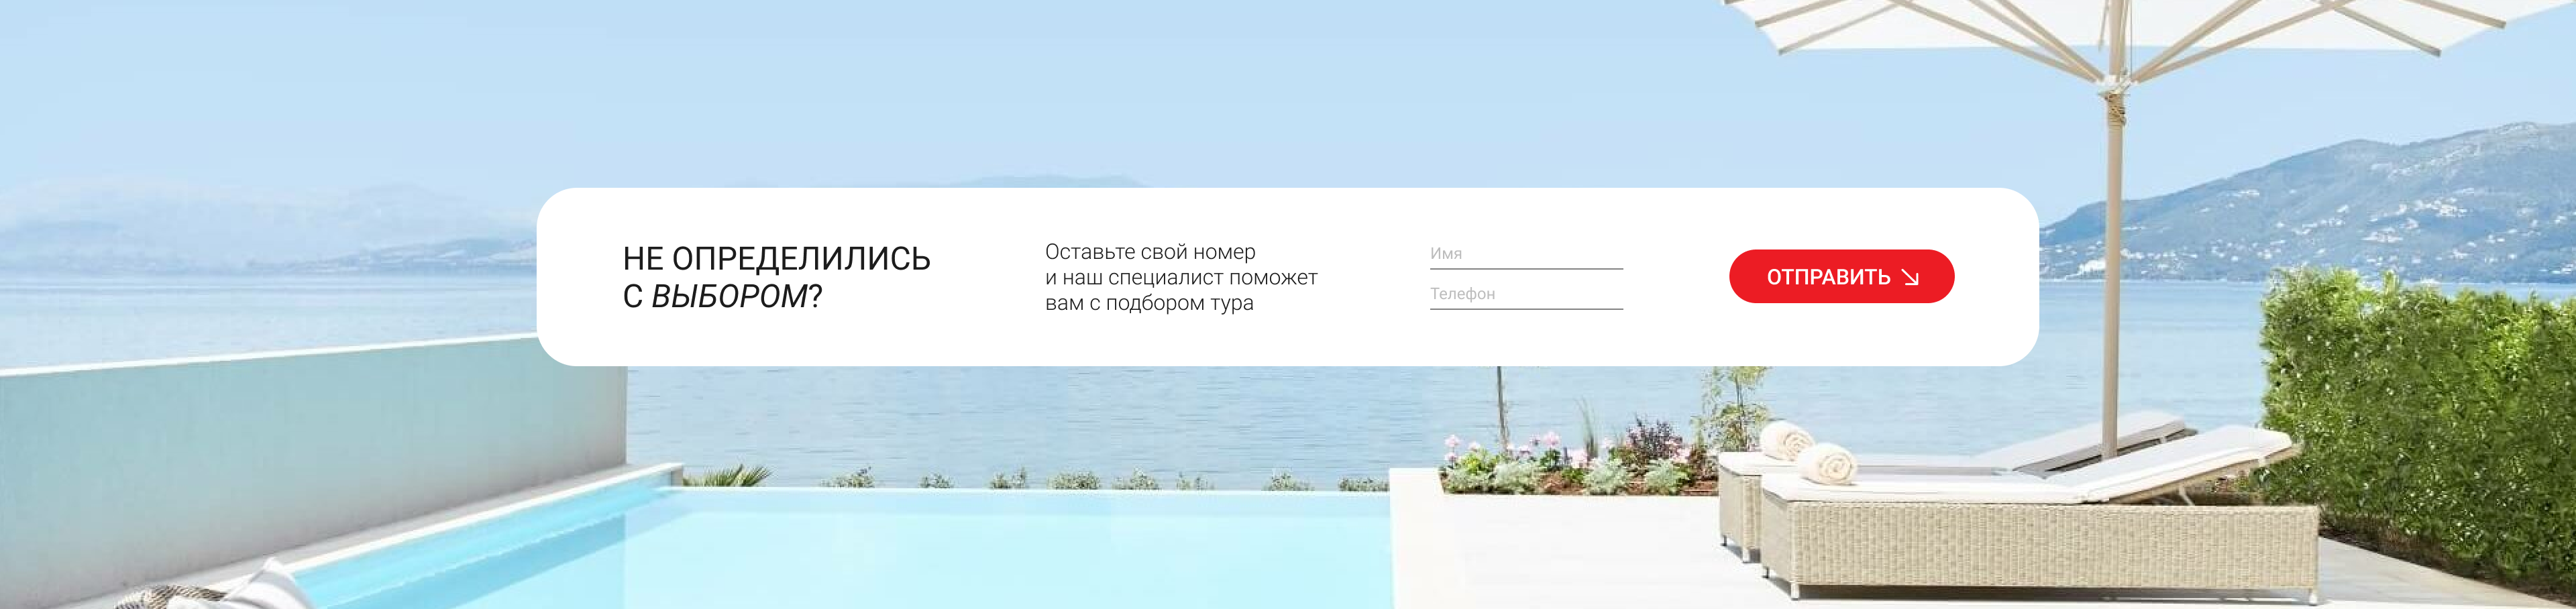 НЕ ОПРЕДЕЛИЛИСЬ
С ВЫБОРОМ?
Оставьте свой номер
и наш специалист поможет
вам с подбором тура
Имя
Телефон
ОТПРАВИТЬ